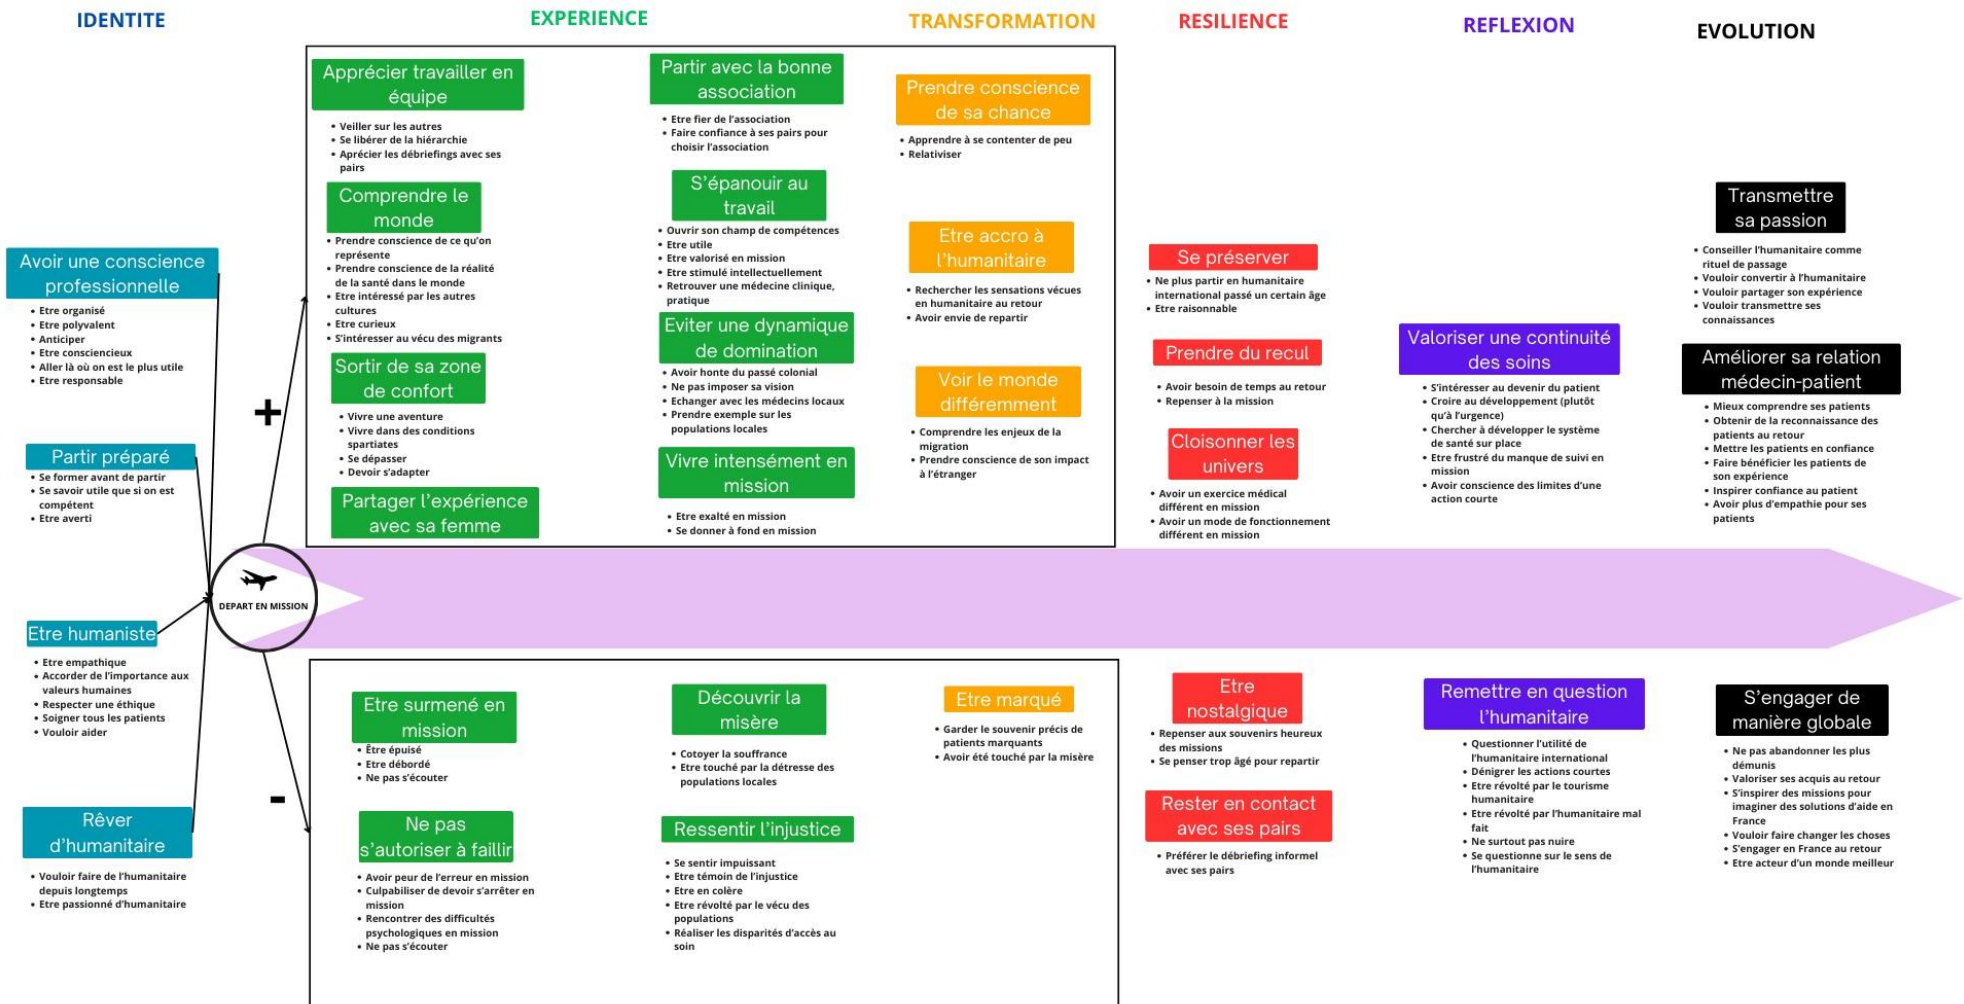 IDENTITE
EXPERIENCE
TRANSFORMATION
RESILIENCE
REFLEXION
EVOLUTION
Avoir une conscience
professionnelle
• Etre organisé
• Etre polyvalent
• Anticiper
• Etre consciencieux
• Aller là où on est le plus utile
• Etre responsable
Partir préparé
• Se former avant de partir
• Se savoir utile que si on est
compétent
• Etre averti
Etre humaniste
• Etre empathique
• Accorder de l'importance aux
valeurs humaines
• Respecter une éthique
• Soigner tous les patients
• Vouloir aider
Rêver
d'humanitaire
• Vouloir faire de l'humanitaire
depuis longtemps
• Etre passionné d'humanitaire
DEPART EN MISSION
+
Apprécier travailler en
équipe
• Veiller sur les autres
• Se libérer de la hiérarchie
• Aprécier les débriefings avec ses
pairs
Comprendre le
monde
• Prendre conscience de ce qu'on
représente
• Prendre conscience de la réalité
de la santé dans le monde
• Etre intéressé par les autres
cultures
• Etre curieux
• S'intéresser au vécu des migrants
Sortir de sa zone
de confort
• Vivre une aventure
• Vivre dans des conditions
spartiates
• Se dépasser
• Devoir s'adapter
Partager l'expérience
avec sa femme
Partir avec la bonne
association
• Etre fier de l'association
• Faire confiance à ses pairs pour
choisir l'association
S'épanouir au
travail
• Ouvrir son champ de compétences
• Etre utile
• Etre valorisé en mission
• Etre stimulé intellectuellement
• Retrouver une médecine clinique,
pratique
Eviter une dynamique
de domination
• Avoir honte du passé colonial
• Ne pas imposer sa vision
• Echanger avec les médecins locaux
• Prendre exemple sur les
populations locales
Vivre intensément en
mission
• Etre exalté en mission
• Se donner à fond en mission
Prendre conscience
de sa chance
• Apprendre à se contenter de peu
• Relativiser
Etre accro à
l'humanitaire
• Rechercher les sensations vécues
en humanitaire au retour
• Avoir envie de repartir
Voir le monde
différemment
• Comprendre les enjeux de la
migration
• Prendre conscience de son impact
à l'étranger
Se préserver
• Ne plus partir en humanitaire
international passé un certain âge
• Etre raisonnable
Prendre du recul
• Avoir besoin de temps au retour
• Repenser à la mission
Cloisonner les
univers
• Avoir un exercice médical
différent en mission
• Avoir un mode de fonctionnement
différent en mission
Valoriser une continuité
des soins
• S'intéresser au devenir du patient
• Croire au développement (plutôt
qu'à l'urgence)
• Chercher à développer le système
de santé sur place
• Etre frustré du manque de suivi en
mission
• Avoir conscience des limites d'une
action courte
Transmettre
sa passion
• Conseiller l'humanitaire comme
rituel de passage
• Vouloir convertir à l'humanitaire
• Vouloir partager son expérience
• Vouloir transmettre ses
connaissances
Améliorer sa relation
médecin-patient
• Mieux comprendre ses patients
• Obtenir de la reconnaissance des
patients au retour
• Mettre les patients en confiance
• Faire bénéficier les patients de
son expérience
• Inspirer confiance au patient
• Avoir plus d'empathie pour ses
patients
-
Etre surmené en
mission
• Être épuisé
• Etre débordé
• Ne pas s'écouter
Ne pas
s'autoriser à faillir
• Avoir peur de l'erreur en mission
• Culpabiliser de devoir s'arrêter en
mission
• Rencontrer des difficultés
psychologiques en mission
• Ne pas s'écouter
Découvrir la
misère
• Cotoyer la souffrance
• Etre touché par la détresse des
populations locales
Ressentir l'injustice
• Se sentir impuissant
• Etre témoin de l'injustice
• Etre en colère
• Etre révolté par le vécu des
populations
• Réaliser les disparités d'accès au
soin
Etre marqué
• Garder le souvenir précis de
patients marquants
• Avoir été touché par la misère
Etre
nostalgique
• Repenser aux souvenirs heureux
des missions
• Se penser trop âgé pour repartir
Rester en contact
avec ses pairs
• Préférer le débriefing informel
avec ses pairs
Remettre en question
l'humanitaire
• Questionner l'utilité de
l'humanitaire international
• Dénigrer les actions courtes
• Etre révolté par le tourisme
humanitaire
• Etre révolté par l'humanitaire mal
fait
• Ne surtout pas nuire
• Se questionne sur le sens de
l'humanitaire
S'engager de
manière globale
• Ne pas abandonner les plus
démunis
• Valoriser ses acquis au retour
• S'inspirer des missions pour
imaginer des solutions d'aide en
France
• Vouloir faire changer les choses
• S'engager en France au retour
• Etre acteur d'un monde meilleur